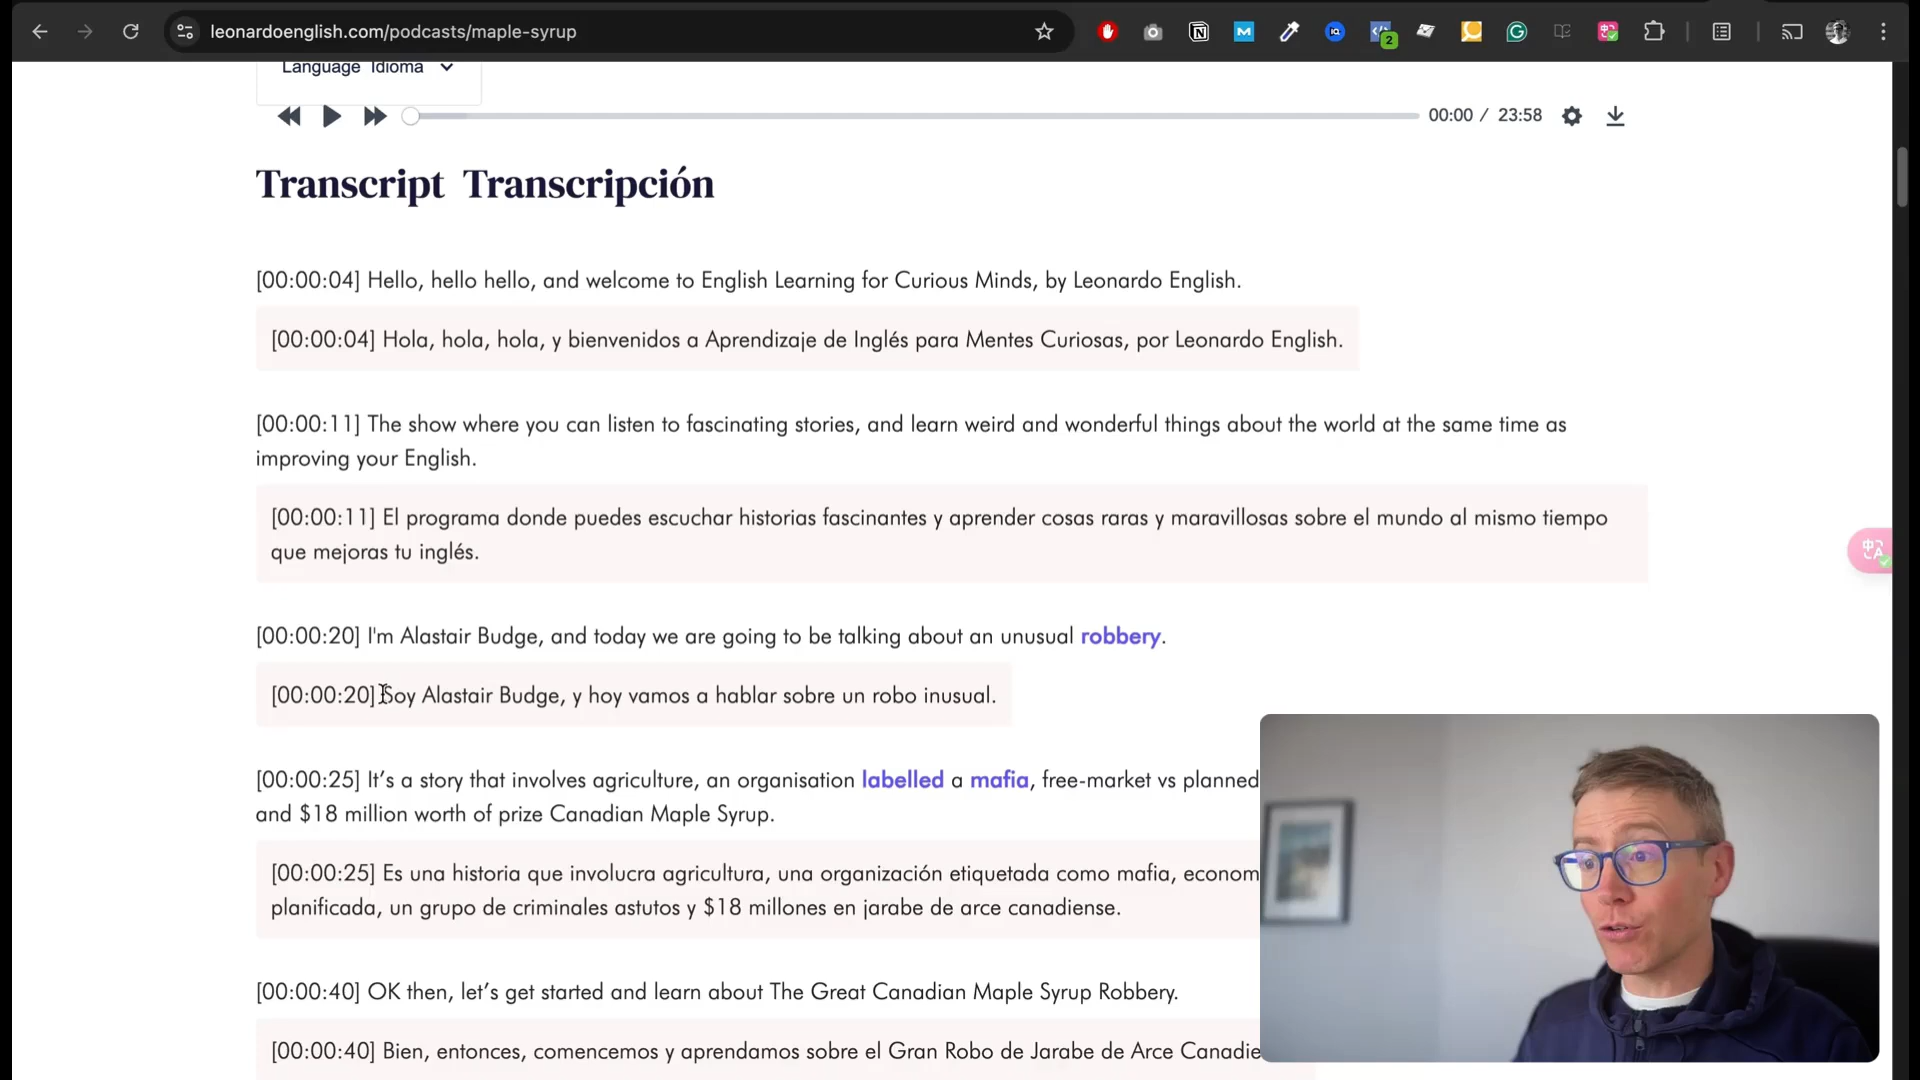 leonardoenglish.com/podcasts/maple-syrup
2
Language Idioma
00:00 / 23:58
Transcript Transcripción
[00:00:04] Hello, hello hello, and welcome to English Learning for Curious Minds, by Leonardo English.
[00:00:04] Hola, hola, hola, y bienvenidos a Aprendizaje de Inglés para Mentes Curiosas, por Leonardo English.
[00:00:11] The show where you can listen to fascinating stories, and learn weird and wonderful things about the world at the same time as
improving your English.
[00:00:11] El programa donde puedes escuchar historias fascinantes y aprender cosas raras y maravillosas sobre el mundo al mismo tiempo
que mejoras tu inglés.
[00:00:20] I'm Alastair Budge, and today we are going to be talking about an unusual robbery.
[00:00:20] Soy Alastair Budge, y hoy vamos a hablar sobre un robo inusual.
[00:00:25] It’s a story that involves agriculture, an organisation labelled a mafia, free-market vs planned
and $18 million worth of prize Canadian Maple Syrup.
[00:00:25] Es una historia que involucra agricultura, una organización etiquetada como mafia, econom
planificada, un grupo de criminales astutos y $18 millones en jarabe de arce canadiense.
[00:00:40] OK then, let’s get started and learn about The Great Canadian Maple Syrup Robbery.
[00:00:40] Bien, entonces, comencemos y aprendamos sobre el Gran Robo de Jarabe de Arce Canadie